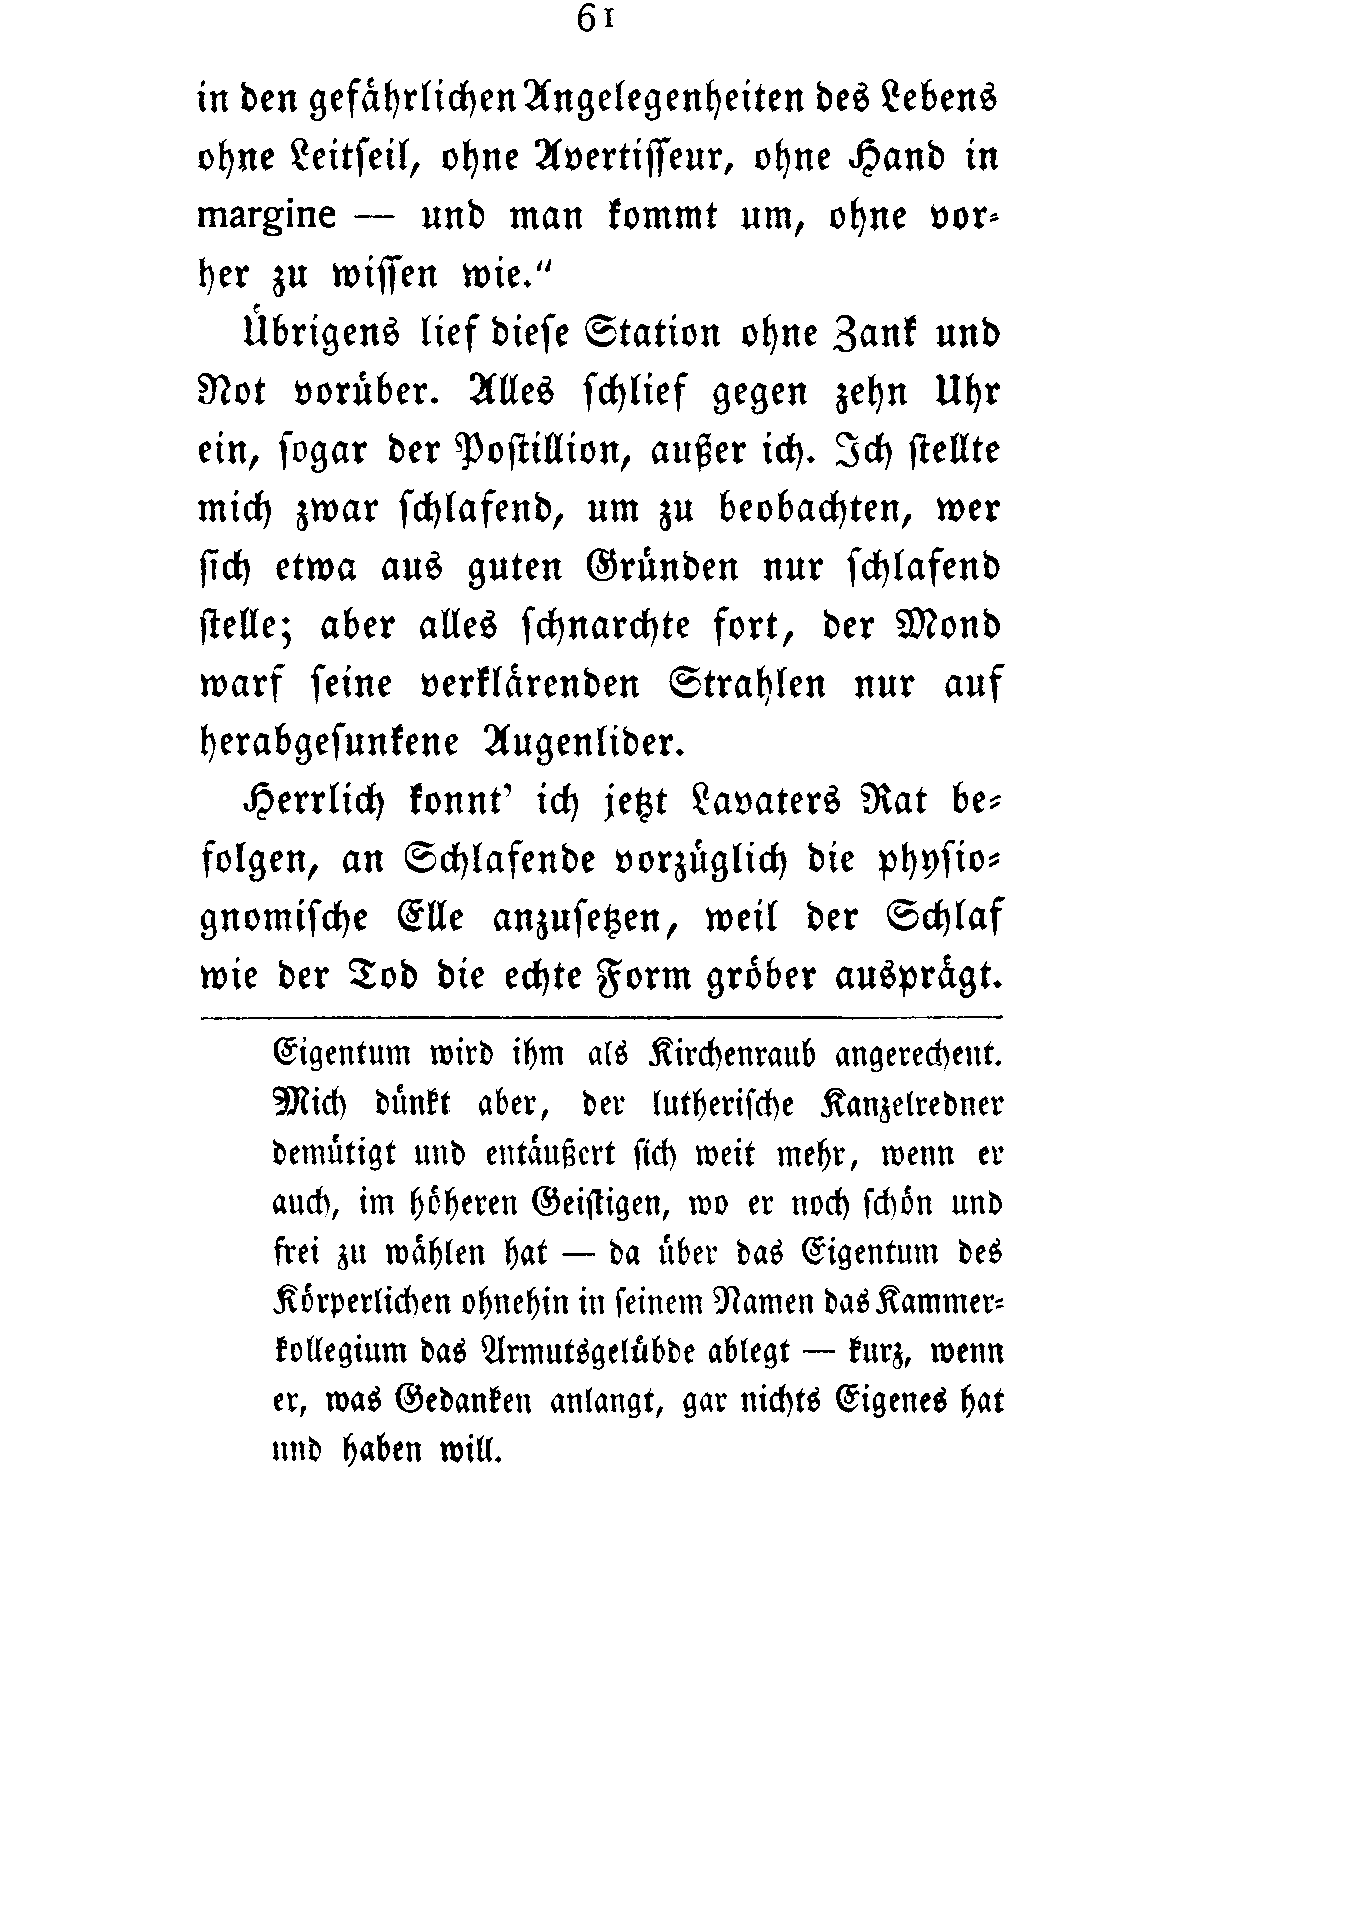 61
in den gefährlichen Angelegenheiten des Lebens
ohne Leitſeil, ohne Avertiſſeur, ohne Hand in
margine — und man kommt um, ohne vor⸗
her zu wiſſen wie.“
Übrigens lief dieſe Station ohne Zank und
Not vorüber. Alles ſchlief gegen zehn Uhr
ein, ſogar der Poſtillion, außer ich. Ich ſtellte
mich zwar ſchlafend, um zu beobachten, wer
ſich etwa aus guten Gründen nur ſchlafend
ſtelle; aber alles ſchnarchte fort, der Mond
warf ſeine verklärenden Strahlen nur auf
herabgeſunkene Augenlider.
Herrlich konnt’ ich jetzt Lavaters Rat be⸗
folgen, an Schlafende vorzüglich die phyſio⸗
gnomiſche Elle anzuſetzen, weil der Schlaf
wie der Tod die echte Form gröber ausprägt.
Eigentum wird ihm als Kirchenraub angerechent.
Mich dünkt aber, der lutheriſche Kanzelredner
demütigt und entäußert ſich weit mehr, wenn er
auch, im höheren Geiſtigen, wo er noch ſchön und
frei zu wählen hat — da über das Eigentum des
Körperlichen ohnehin in ſeinem Namen das Kammer⸗
kollegium das Armutsgelübde ablegt — kurz, wenn
er, was Gedanken anlangt, gar nichts Eigenes hat
und haben will.